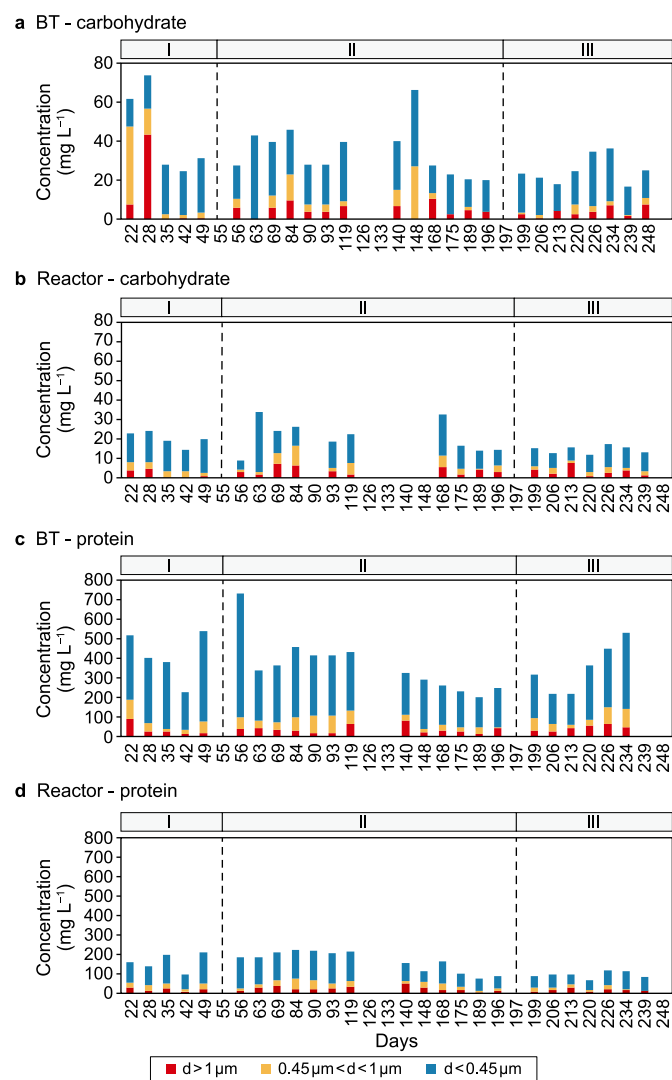 a BT - carbohydrate
I II III
80
60
40
20
0
Concentration
(mg L⁻¹)
22 28 35 42 49 55 56 63 69 84 90 93 119 126 133 140 148 168 175 189 196 197 199 206 213 220 226 234 239 248
b Reactor - carbohydrate
I II III
80
70
60
50
40
30
20
10
0
Concentration
(mg L⁻¹)
22 28 35 42 49 55 56 63 69 84 90 93 119 126 133 140 148 168 175 189 196 197 199 206 213 220 226 234 239 248
c BT - protein
I II III
800
700
600
500
400
300
200
100
0
Concentration
(mg L⁻¹)
22 28 35 42 49 55 56 63 69 84 90 93 119 126 133 140 148 168 175 189 196 197 199 206 213 220 226 234 239 248
d Reactor - protein
I II III
800
700
600
500
400
300
200
100
0
Concentration
(mg L⁻¹)
22 28 35 42 49 55 56 63 69 84 90 93 119 126 133 140 148 168 175 189 196 197 199 206 213 220 226 234 239 248
Days
d>1µm 0.45µm<d<1µm d<0.45µm